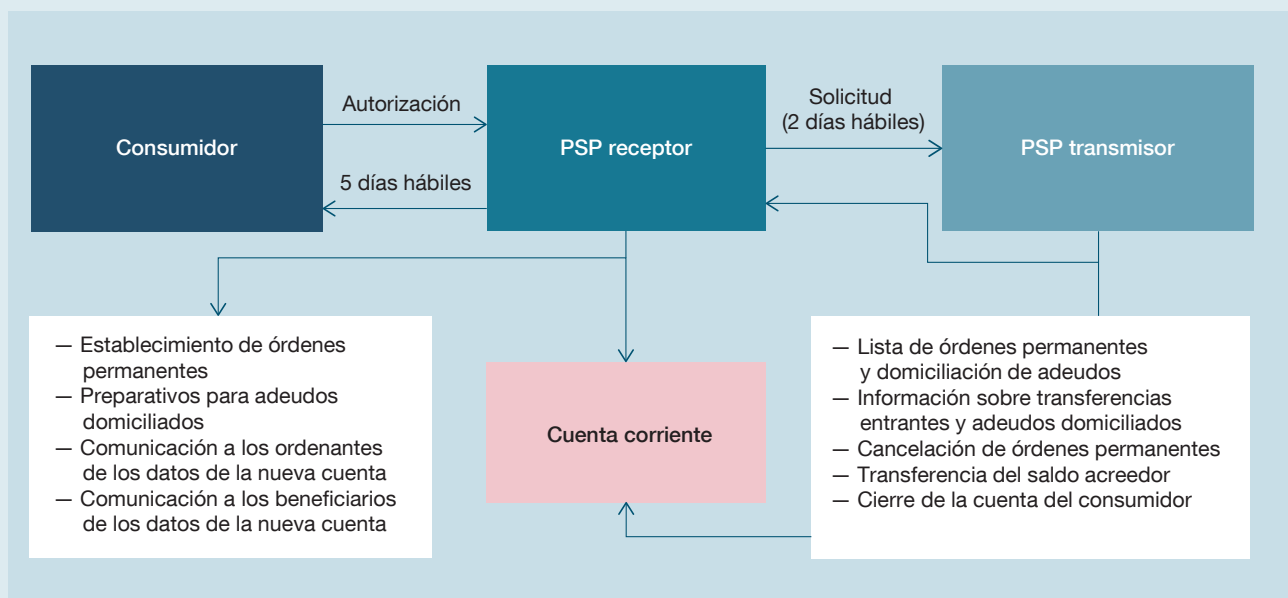 Consumidor
Autorización
5 días hábiles
PSP receptor
Solicitud
(2 días hábiles)
PSP transmisor
— Establecimiento de órdenes
permanentes
— Preparativos para adeudos
domiciliados
— Comunicación a los ordenantes
de los datos de la nueva cuenta
— Comunicación a los beneficiarios
de los datos de la nueva cuenta
Cuenta corriente
— Lista de órdenes permanentes
y domiciliación de adeudos
— Información sobre transferencias
entrantes y adeudos domiciliados
— Cancelación de órdenes permanentes
— Transferencia del saldo acreedor
— Cierre de la cuenta del consumidor